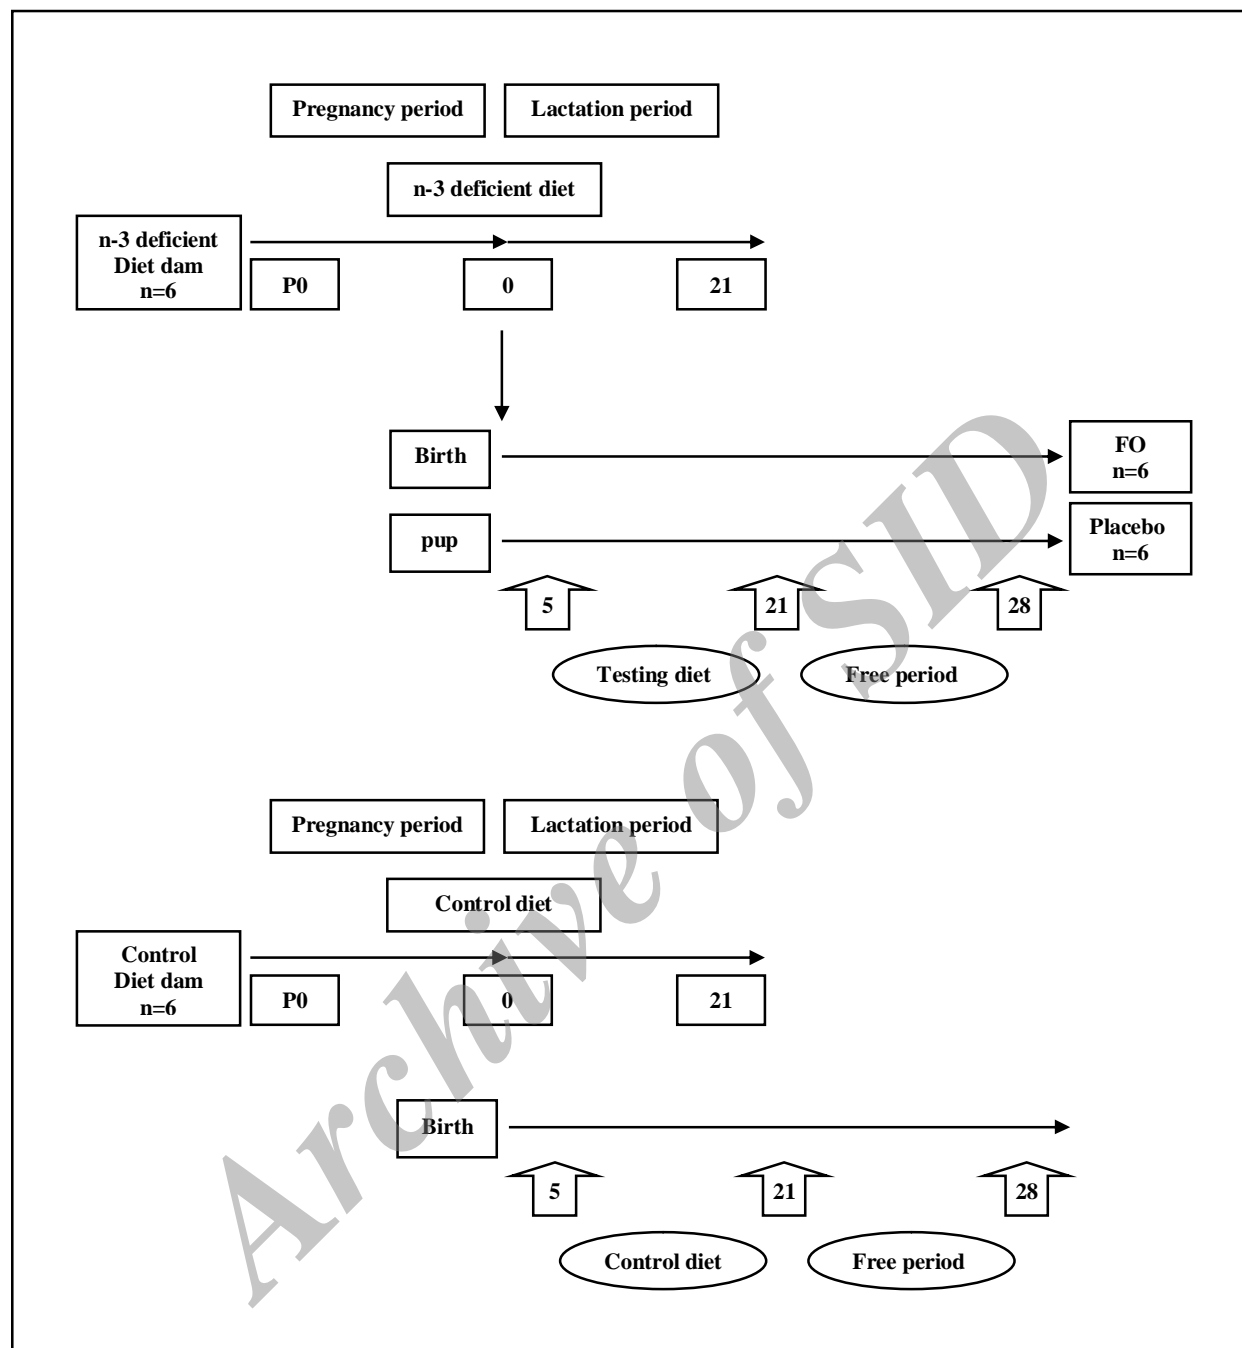 Pregnancy period
Lactation period
n-3 deficient diet
n-3 deficient
Diet dam
n=6
P0
0
21
Birth
FO
n=6
pup
Placebo
n=6
5
21
28
Testing diet
Free period
Pregnancy period
Lactation period
Control diet
Control
Diet dam
n=6
P0
0
21
Birth
5
21
28
Control diet
Free period
Archive of SID